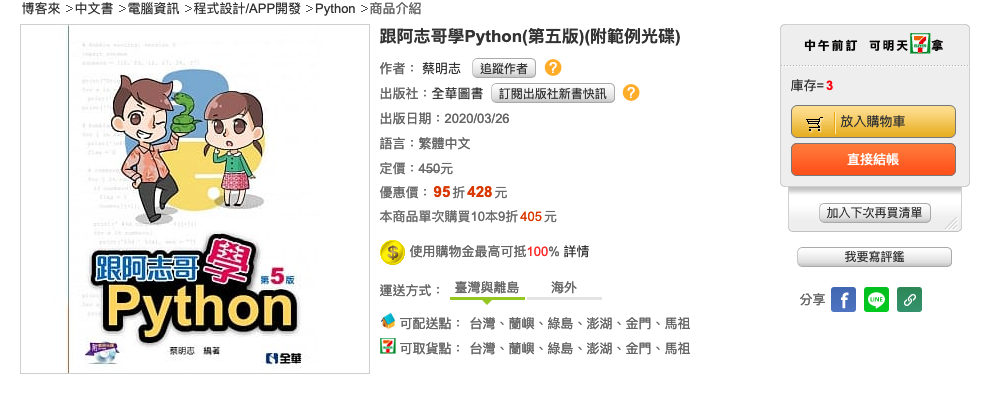 博客來 >中文書 >電腦資訊 >程式設計/APP開發 >Python >商品介紹
跟阿志哥學Python(第五版)(附範例光碟)
作者： 蔡明志 追蹤作者 ?
出版社：全華圖書 訂閱出版社新書快訊 ?
出版日期：2020/03/26
語言：繁體中文
定價：450元
優惠價： 95折428元
本商品單次購買10本9折405元
$ 使用購物金最高可抵100% 詳情
運送方式： 臺灣與離島 海外
可配送點： 台灣、蘭嶼、綠島、澎湖、金門、馬祖
可取貨點： 台灣、蘭嶼、綠島、澎湖、金門、馬祖
跟阿志哥學 第5版
Python
蔡明志 編著
全華
中午前訂 可明天 拿
庫存=3
放入購物車
直接結帳
加入下次再買清單
我要寫評鑑
分享 f LINE